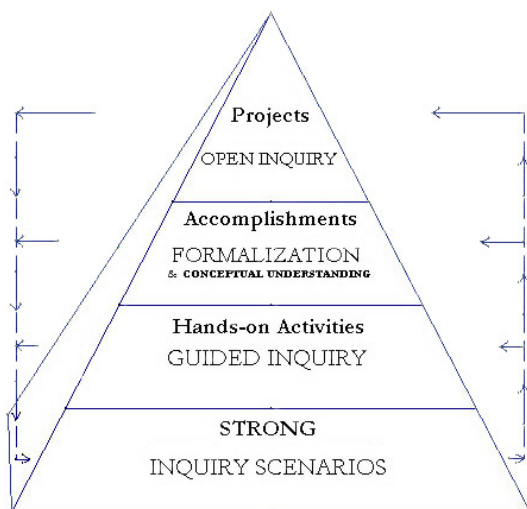 Projects
OPEN INQUIRY
Accomplishments
FORMALIZATION
& CONCEPTUAL UNDERSTANDING
Hands-on Activities
GUIDED INQUIRY
STRONG
INQUIRY SCENARIOS